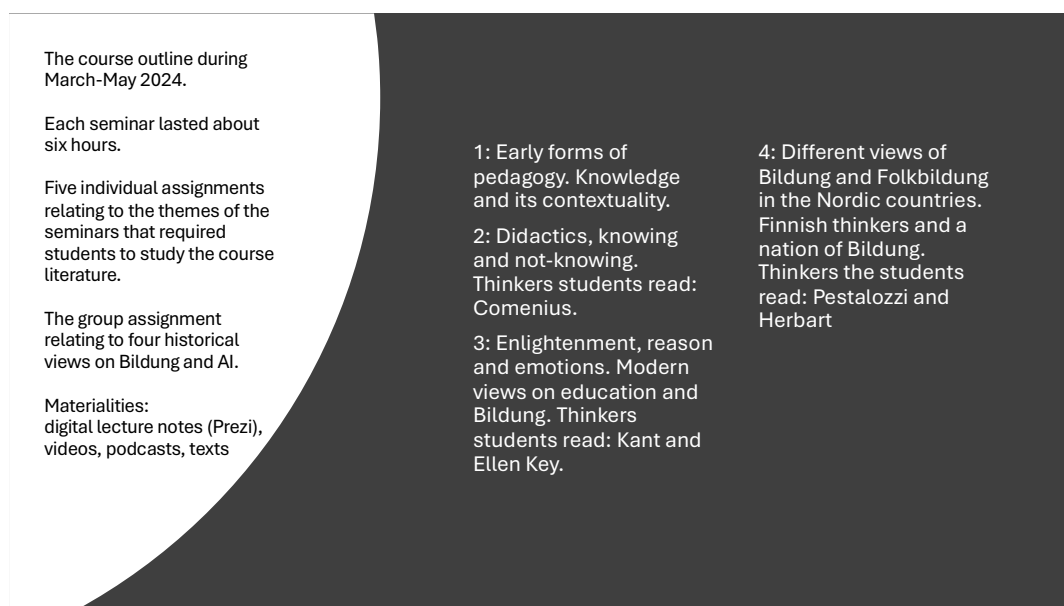 The course outline during
March-May 2024.
Each seminar lasted about
six hours.
Five individual assignments
relating to the themes of the
seminars that required
students to study the course
literature.
The group assignment
relating to four historical
views on Bildung and AI.
Materialities:
digital lecture notes (Prezi),
videos, podcasts, texts
1: Early forms of
pedagogy. Knowledge
and its contextuality.
2: Didactics, knowing
and not-knowing.
Thinkers students read:
Comenius.
3: Enlightenment, reason
and emotions. Modern
views on education and
Bildung. Thinkers
students read: Kant and
Ellen Key.
4: Different views of
Bildung and Folkbildung
in the Nordic countries.
Finnish thinkers and a
nation of Bildung.
Thinkers the students
read: Pestalozzi and
Herbart